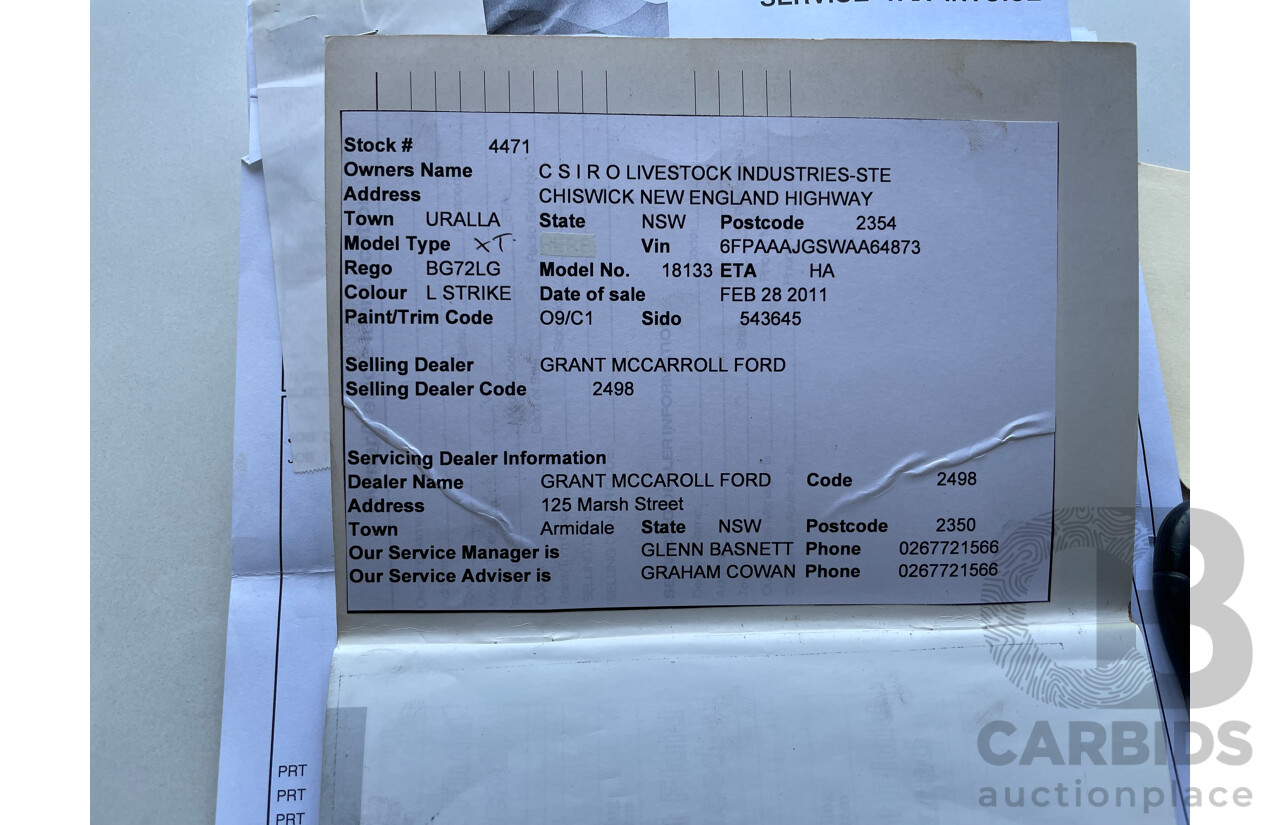 SERVICE TAX INVOICE
Stock # 4471
Owners Name C S I R O LIVESTOCK INDUSTRIES-STE
Address CHISWICK NEW ENGLAND HIGHWAY
Town URALLA State NSW Postcode 2354
Model Type XT Vin 6FPAAAJGSWAA64873
Rego BG72LG Model No. 18133 ETA HA
Colour L STRIKE Date of sale FEB 28 2011
Paint/Trim Code O9/C1 Sido 543645
Selling Dealer GRANT MCCARROLL FORD
Selling Dealer Code 2498
Servicing Dealer Information
Dealer Name GRANT MCCAROLL FORD Code 2498
Address 125 Marsh Street
Town Armidale State NSW Postcode 2350
Our Service Manager is GLENN BASNETT Phone 0267721566
Our Service Adviser is GRAHAM COWAN Phone 0267721566
PRT
PRT
PRT
CB
CARBIDS
auctionplace